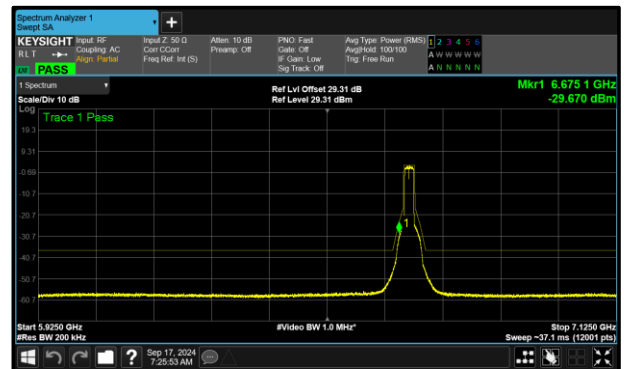 Spectrum Analyzer 1
Swept SA
+
KEYSIGHT Input: RF Input Z: 50 Ω Atten: 10 dB PNO: Fast Avg Type: Power (RMS) 1 2 3 4 5 6
RLT Coupling: AC Corr CCorr Preamp: Off Gate: Off Avg|Hold: 100/100 A W W W W W
Align: Partial Freq Ref: Int (S) IF Gain: Low Trig: Free Run
PASS Sig Track: Off A N N N N N
1 Spectrum Ref Lvl Offset 29.31 dB Mkr1 6.675 1 GHz
Scale/Div 10 dB Ref Level 29.31 dBm -29.670 dBm
Log
Trace 1 Pass
19.3
9.31
-0.69
-10.7
-20.7
1
-30.7
-40.7
-50.7
-60.7
Start 5.9250 GHz #Video BW 1.0 MHz* Stop 7.1250 GHz
#Res BW 200 kHz Sweep ~37.1 ms (12001 pts)
? Sep 17, 2024
7:25:53 AM